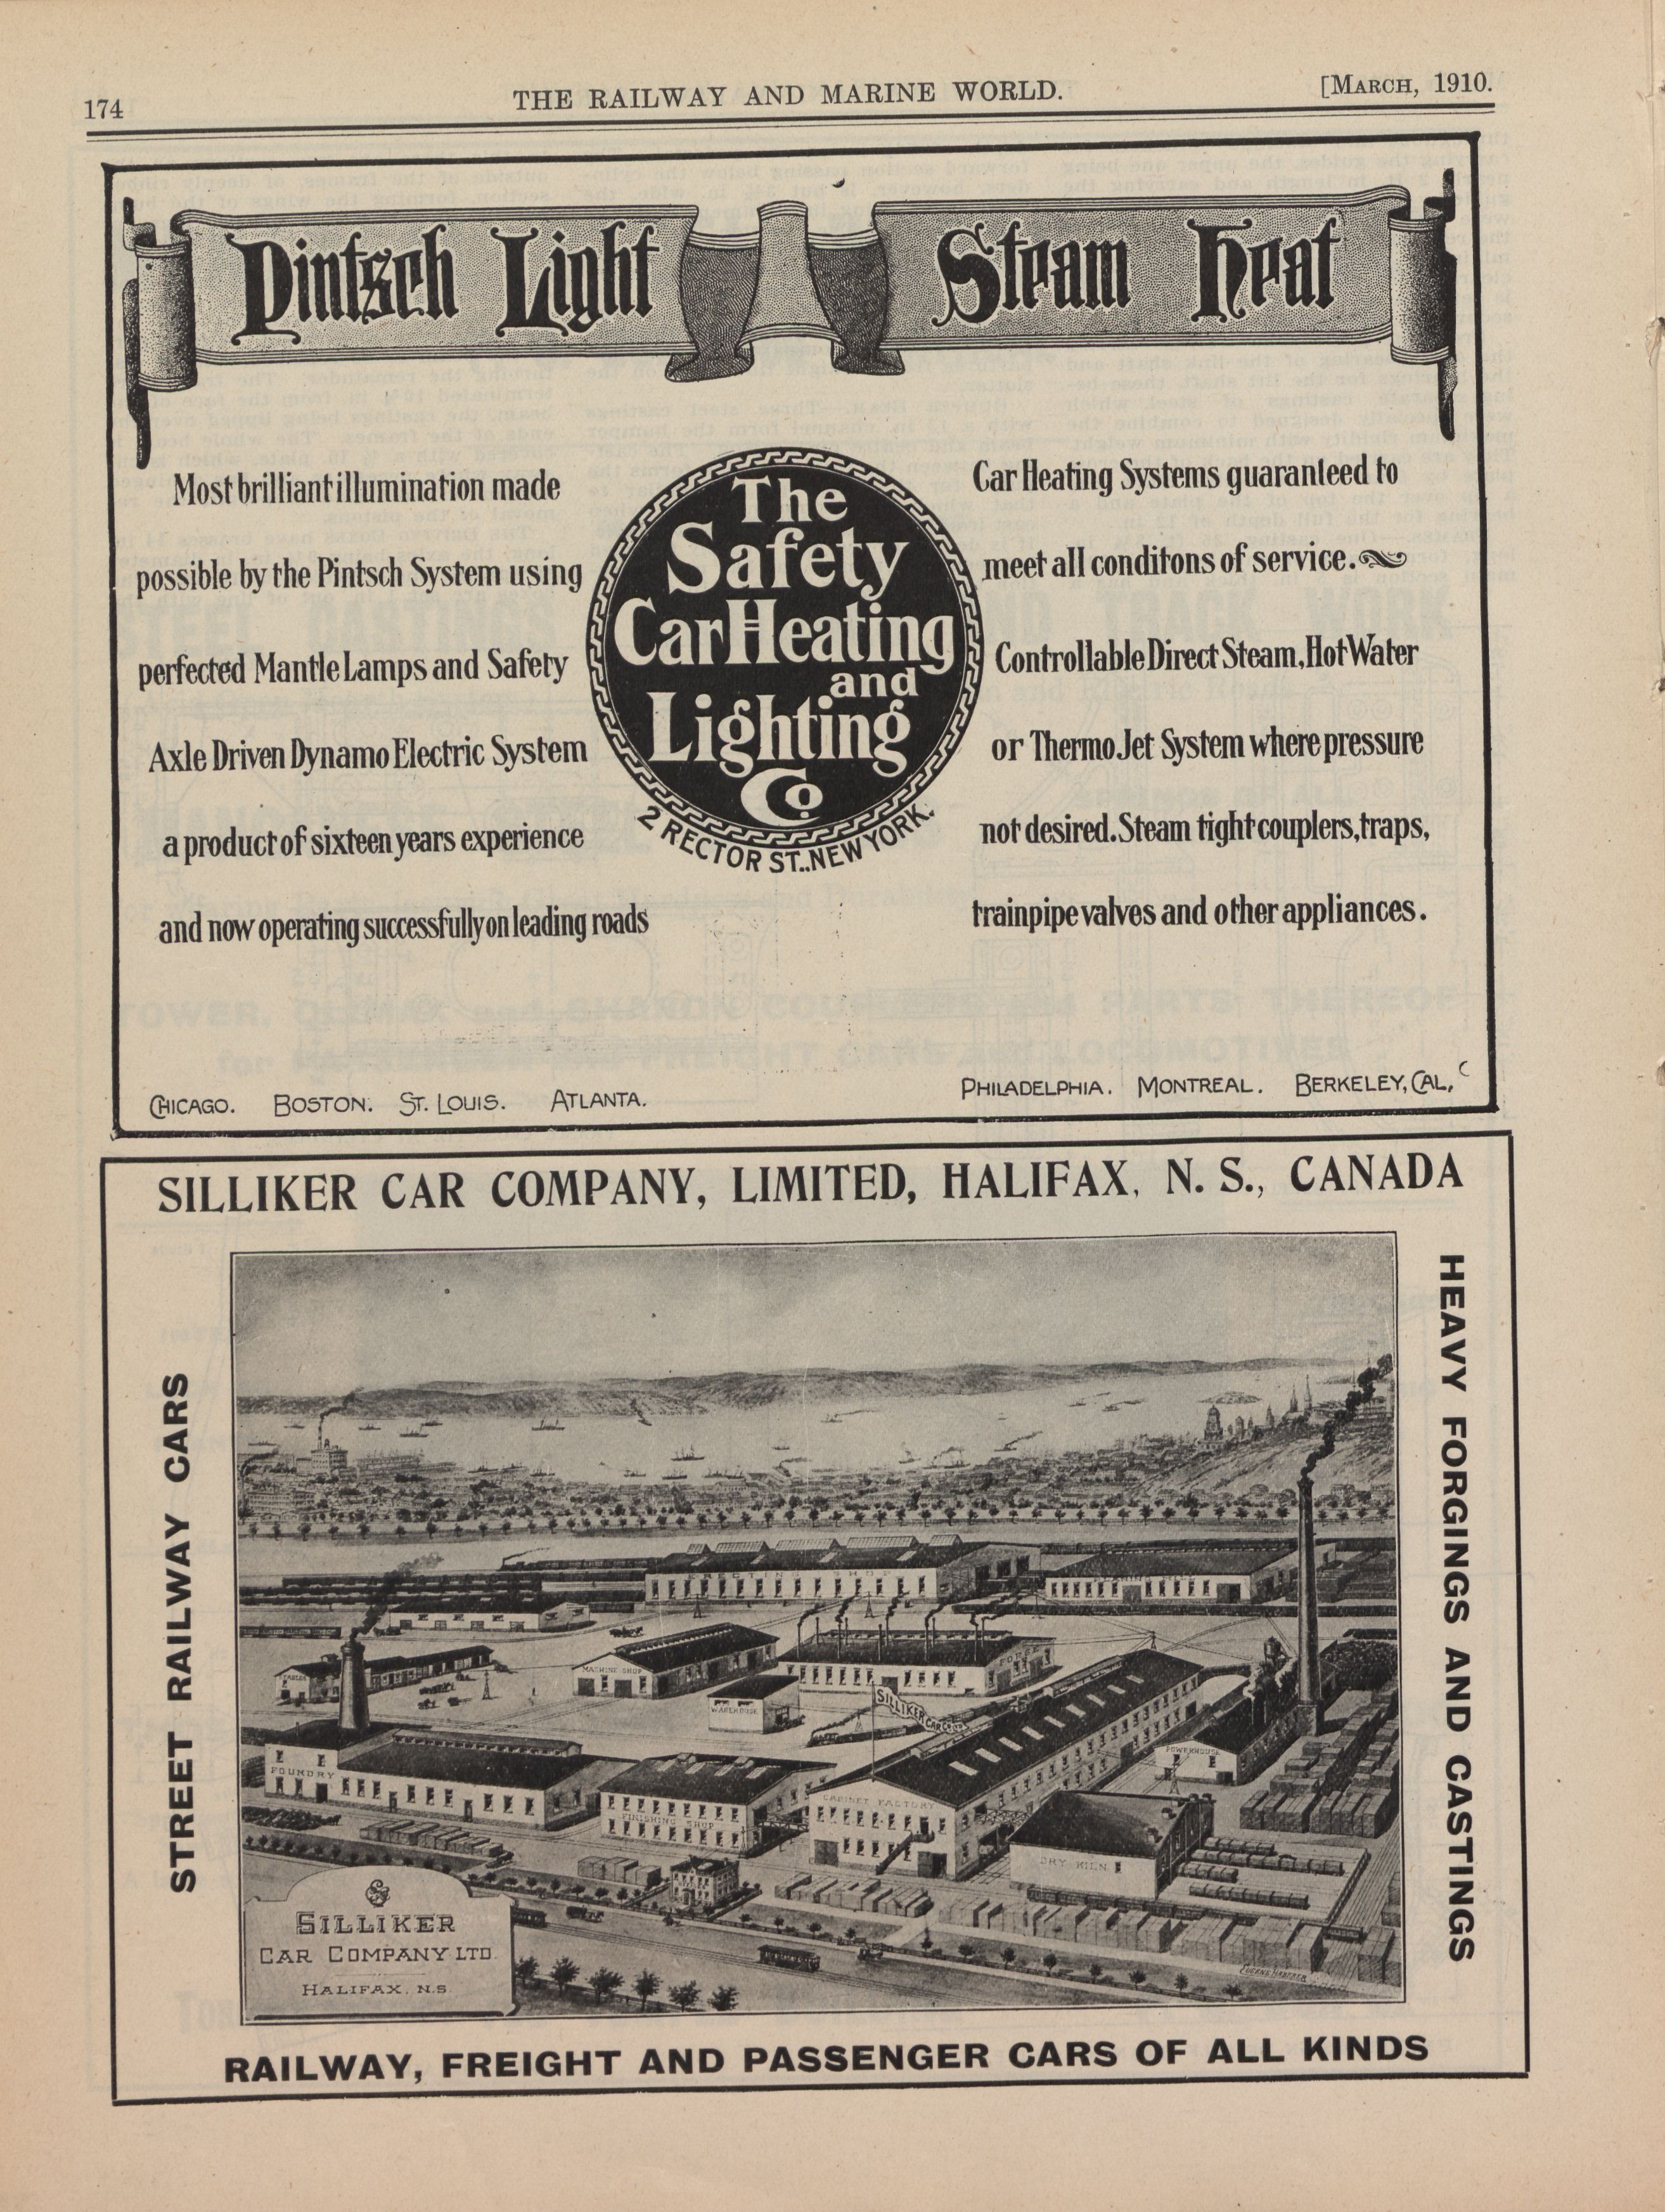 174
THE RAILWAY AND MARINE WORLD.
[MARCH, 1910.
Pintsch Light
Steam Heat
Most brilliant illumination made
possible by the Pintsch System using
perfected Mantle Lamps and Safety
Axle Driven Dynamo Electric System
a product of sixteen years experience
and now operating successfully on leading roads
The
Safety
Car Heating
and
Lighting
Co.
2 RECTOR ST., NEW YORK.
Car Heating Systems guaranteed to
meet all conditons of service.
Controllable Direct Steam, Hot Water
or Thermo Jet System where pressure
not desired. Steam tight couplers, traps,
trainpipe valves and other appliances.
CHICAGO. BOSTON. ST. LOUIS. ATLANTA.
PHILADELPHIA. MONTREAL. BERKELEY, CAL,
SILLIKER CAR COMPANY, LIMITED, HALIFAX, N. S., CANADA
STREET RAILWAY CARS
HEAVY FORGINGS AND CASTINGS
ERECTING SHOP
MACHINE SHOP
WAREHOUSE
SILLIKER CAR CO
POWERHOUSE
FOUNDRY
FINISHING SHOP
CABINET FACTORY
DRY KILN
SILLIKER
CAR COMPANY LTD.
HALIFAX, N.S.
RAILWAY, FREIGHT AND PASSENGER CARS OF ALL KINDS